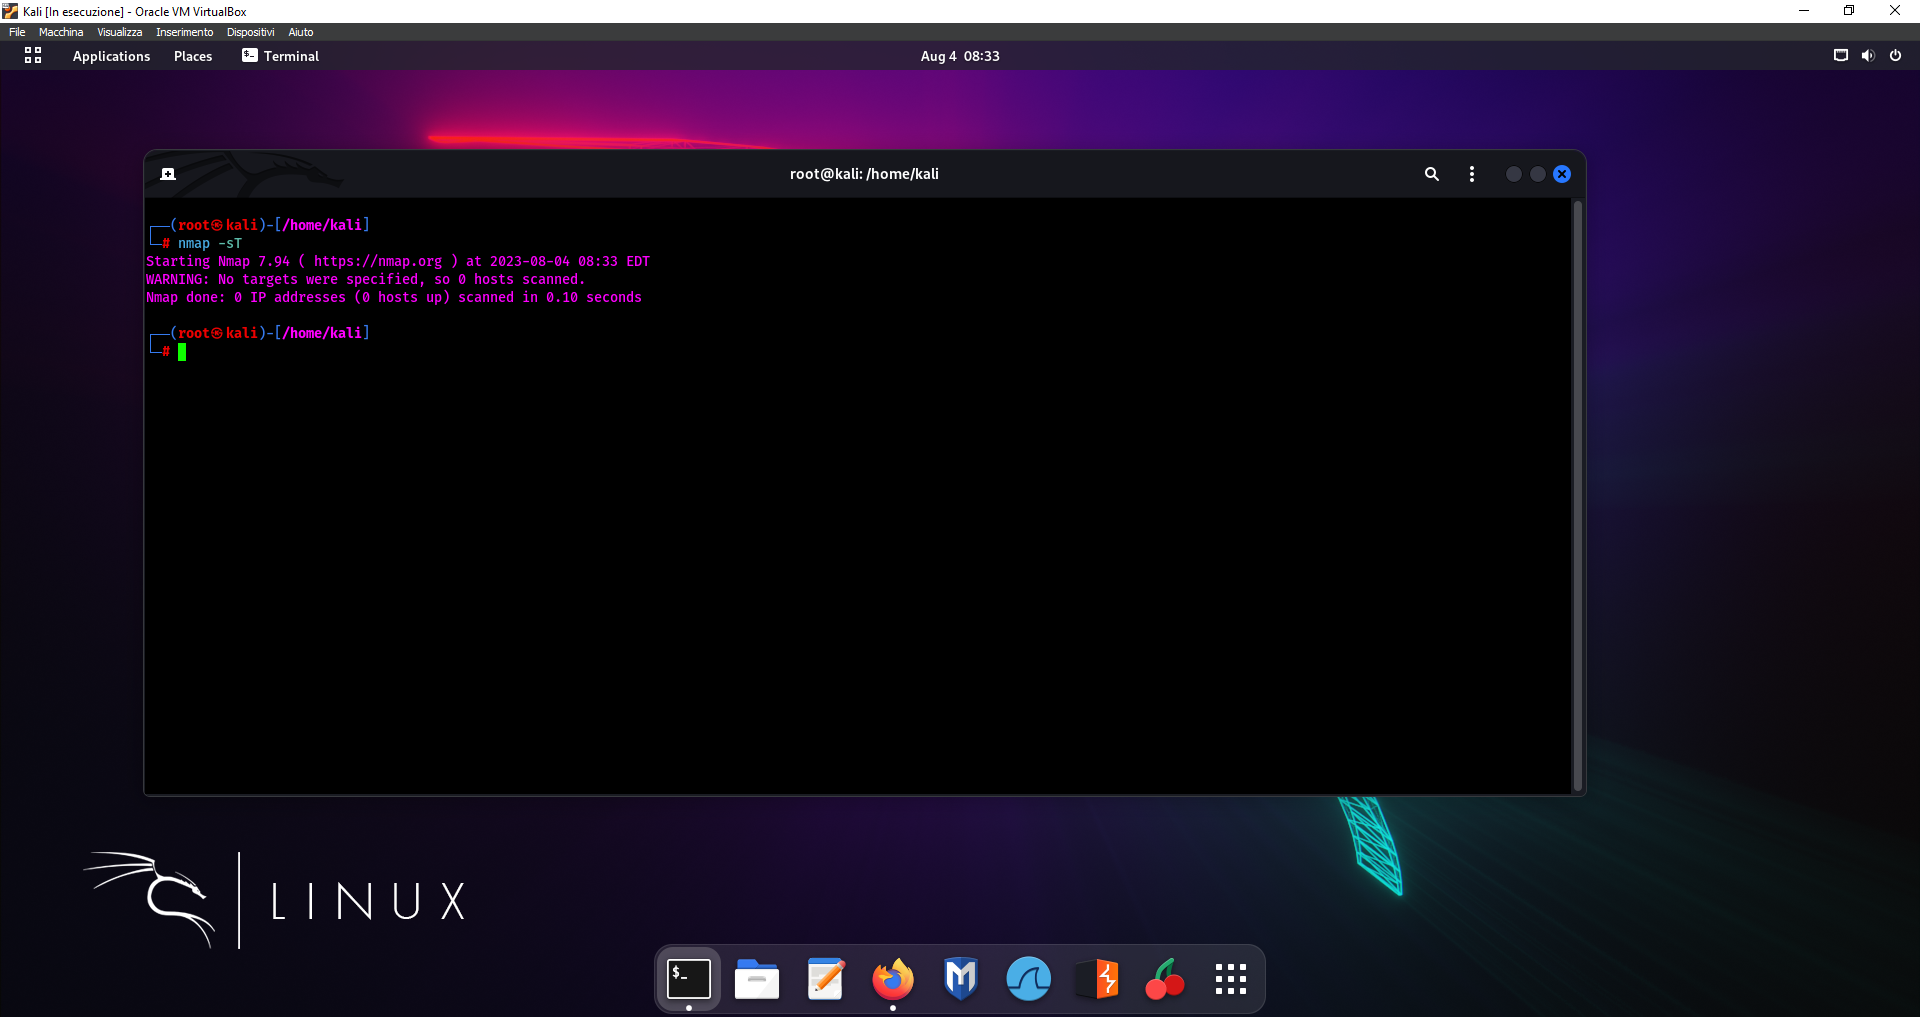 Kali [In esecuzione] - Oracle VM VirtualBox
File Macchina Visualizza Inserimento Dispositivi Aiuto
Applications Places Terminal Aug 4 08:33
root@kali: /home/kali
┌──(root㉿kali)-[/home/kali]
└─# nmap -sT
Starting Nmap 7.94 ( https://nmap.org ) at 2023-08-04 08:33 EDT
WARNING: No targets were specified, so 0 hosts scanned.
Nmap done: 0 IP addresses (0 hosts up) scanned in 0.10 seconds
┌──(root㉿kali)-[/home/kali]
└─#
LINUX
$_